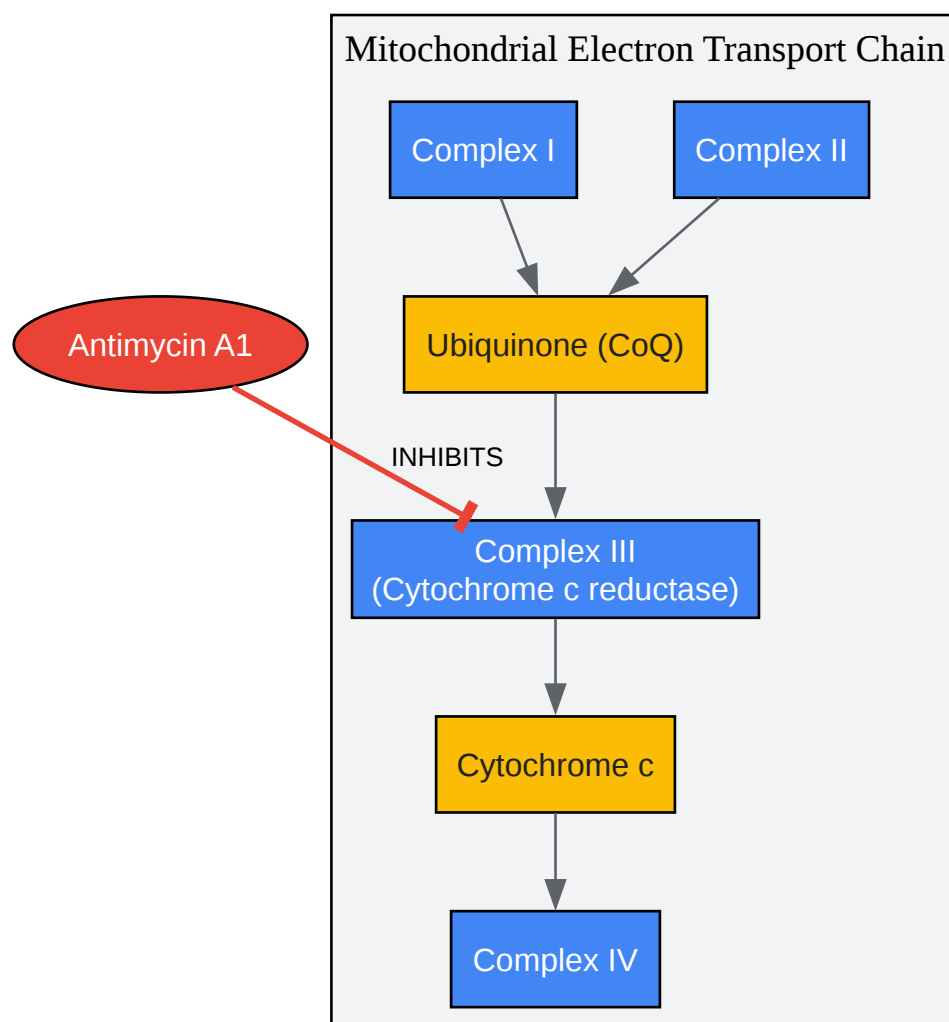 Mitochondrial Electron Transport Chain
Complex I
Complex II
Antimycin A1
Ubiquinone (CoQ)
INHIBITS
Complex III
(Cytochrome c reductase)
Cytochrome c
Complex IV